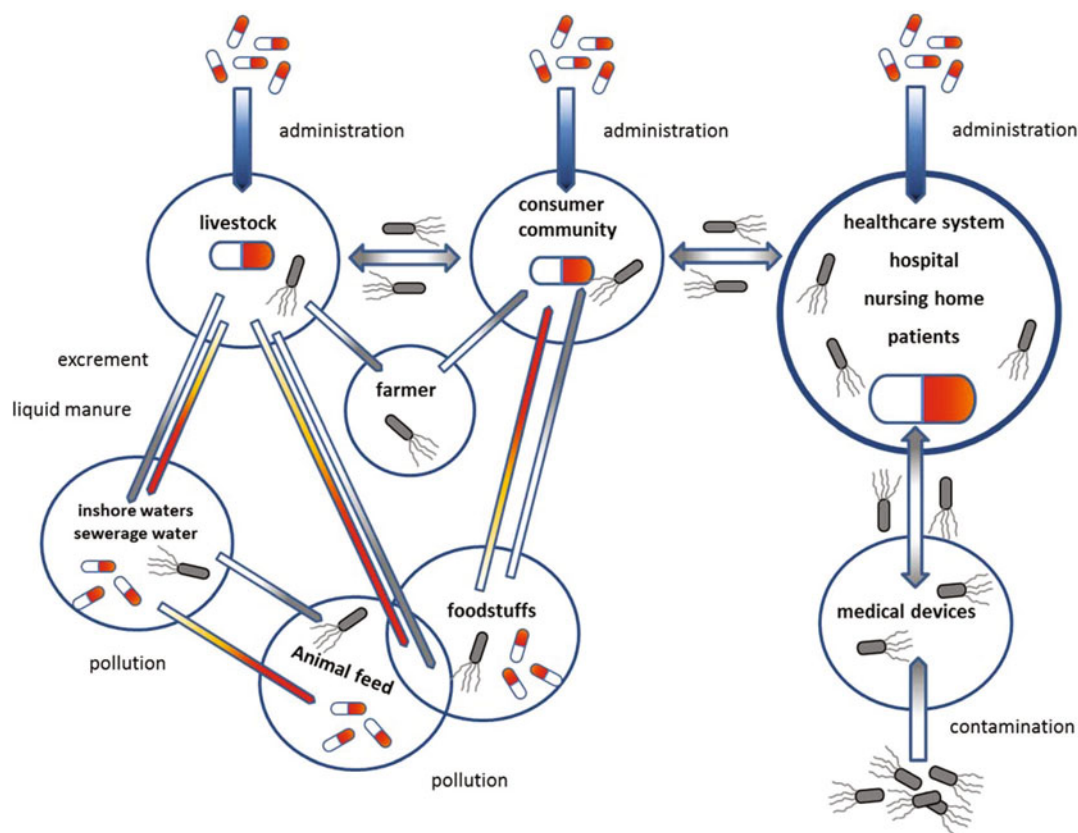 administration
administration
administration
livestock
consumer
community
healthcare system
hospital
nursing home
patients
excrement
liquid manure
farmer
inshore waters
sewerage water
foodstuffs
medical devices
Animal feed
pollution
pollution
contamination